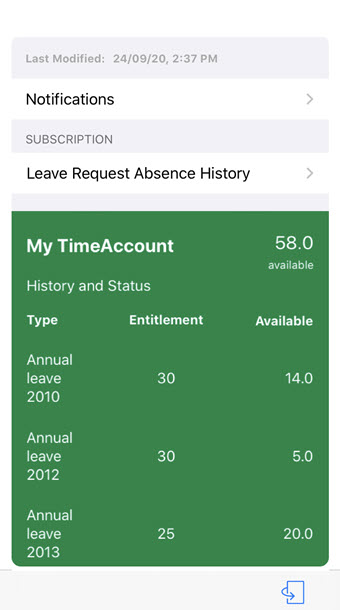 Last Modified: 24/09/20, 2:37 PM
Notifications
SUBSCRIPTION
Leave Request Absence History
My TimeAccount
58.0
available
History and Status
Type Entitlement Available
Annual
leave
2010
30
14.0
Annual
leave
2012
30
5.0
Annual
leave
2013
25
20.0